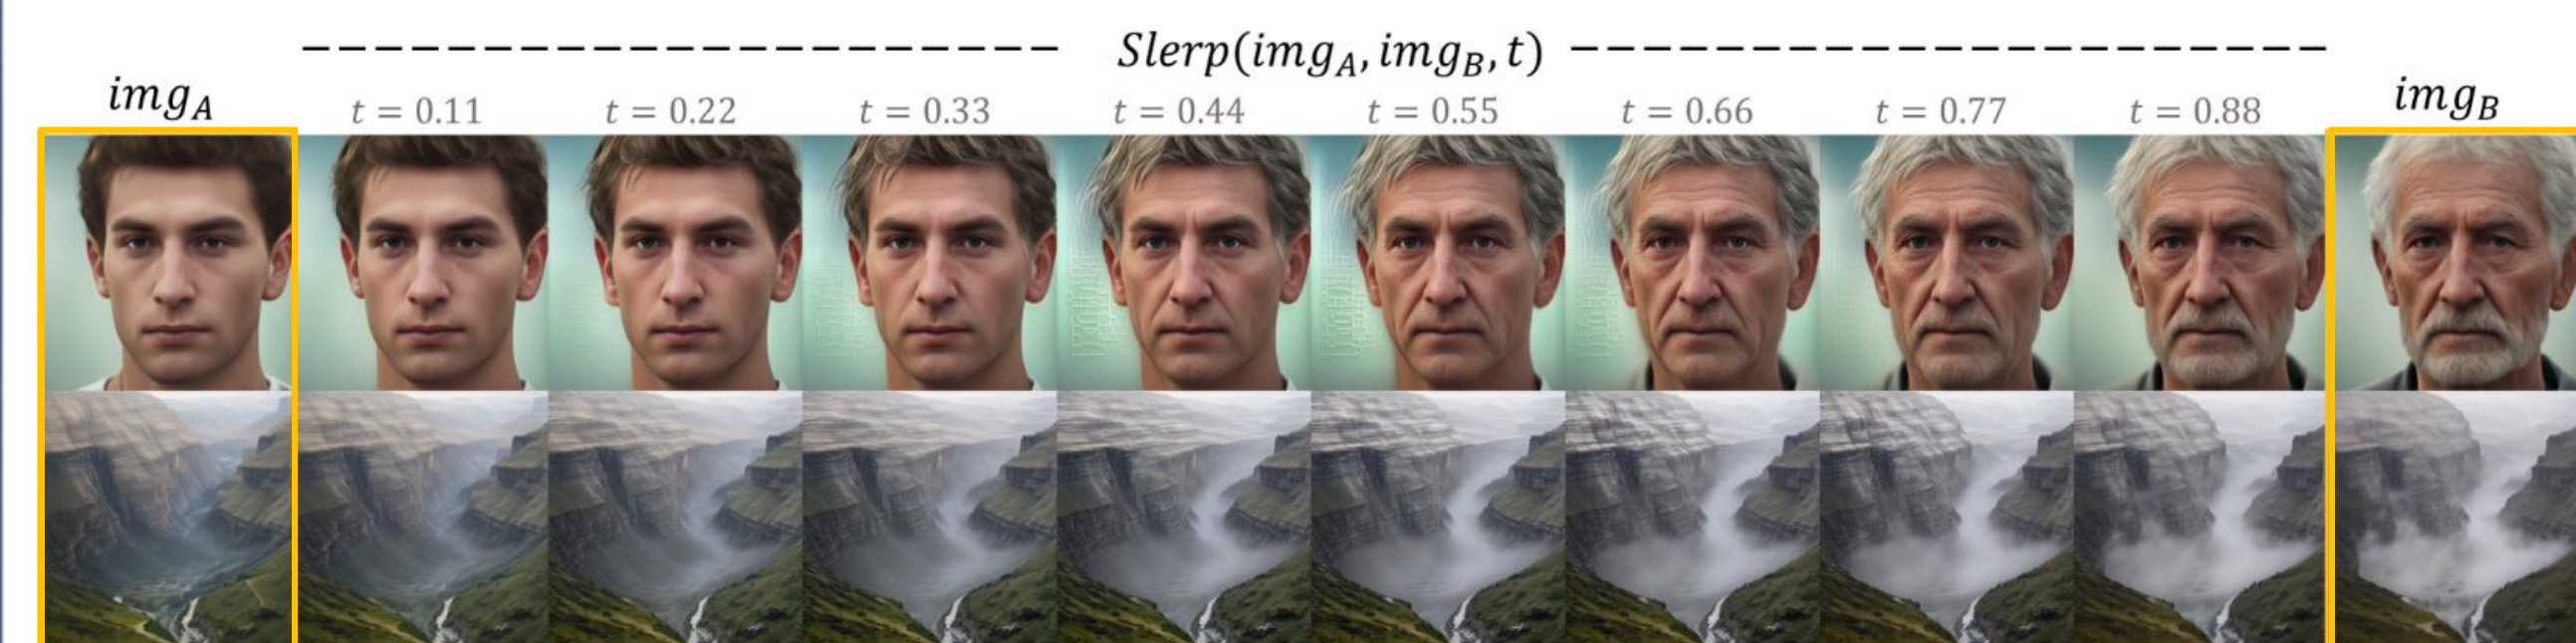 Slerp(img_A, img_B, t)
img_A t = 0.11 t = 0.22 t = 0.33 t = 0.44 t = 0.55 t = 0.66 t = 0.77 t = 0.88 img_B